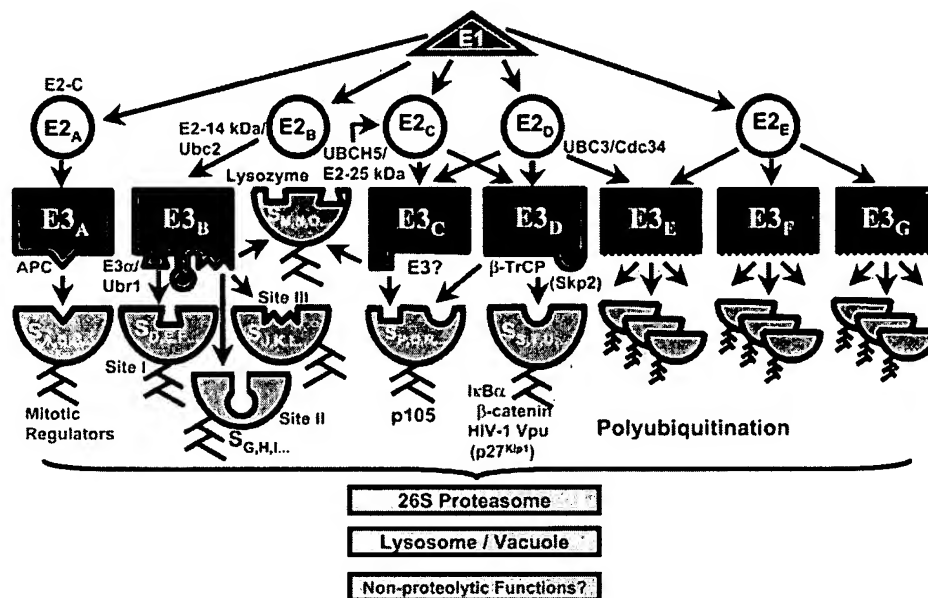 E1
E2-C
E2A
E2B
E2C
E2D
E2E
E2-14 kDa/
Ubc2
UBCH5/
E2-25 kDa
UBC3/Cdc34
Lysozyme
SM,N,O..
E3A
E3B
E3C
E3D
E3E
E3F
E3G
APC
E3α/
Ubr1
E3?
β-TrCP
(Skp2)
Site III
SP,Q,R..
Site I
Site II
SG,H,I...
Mitotic
Regulators
p105
IκBα
β-catenin
HIV-1 Vpu
(p27Kip1)
Polyubiquitination
26S Proteasome
Lysosome / Vacuole
Non-proteolytic Functions?